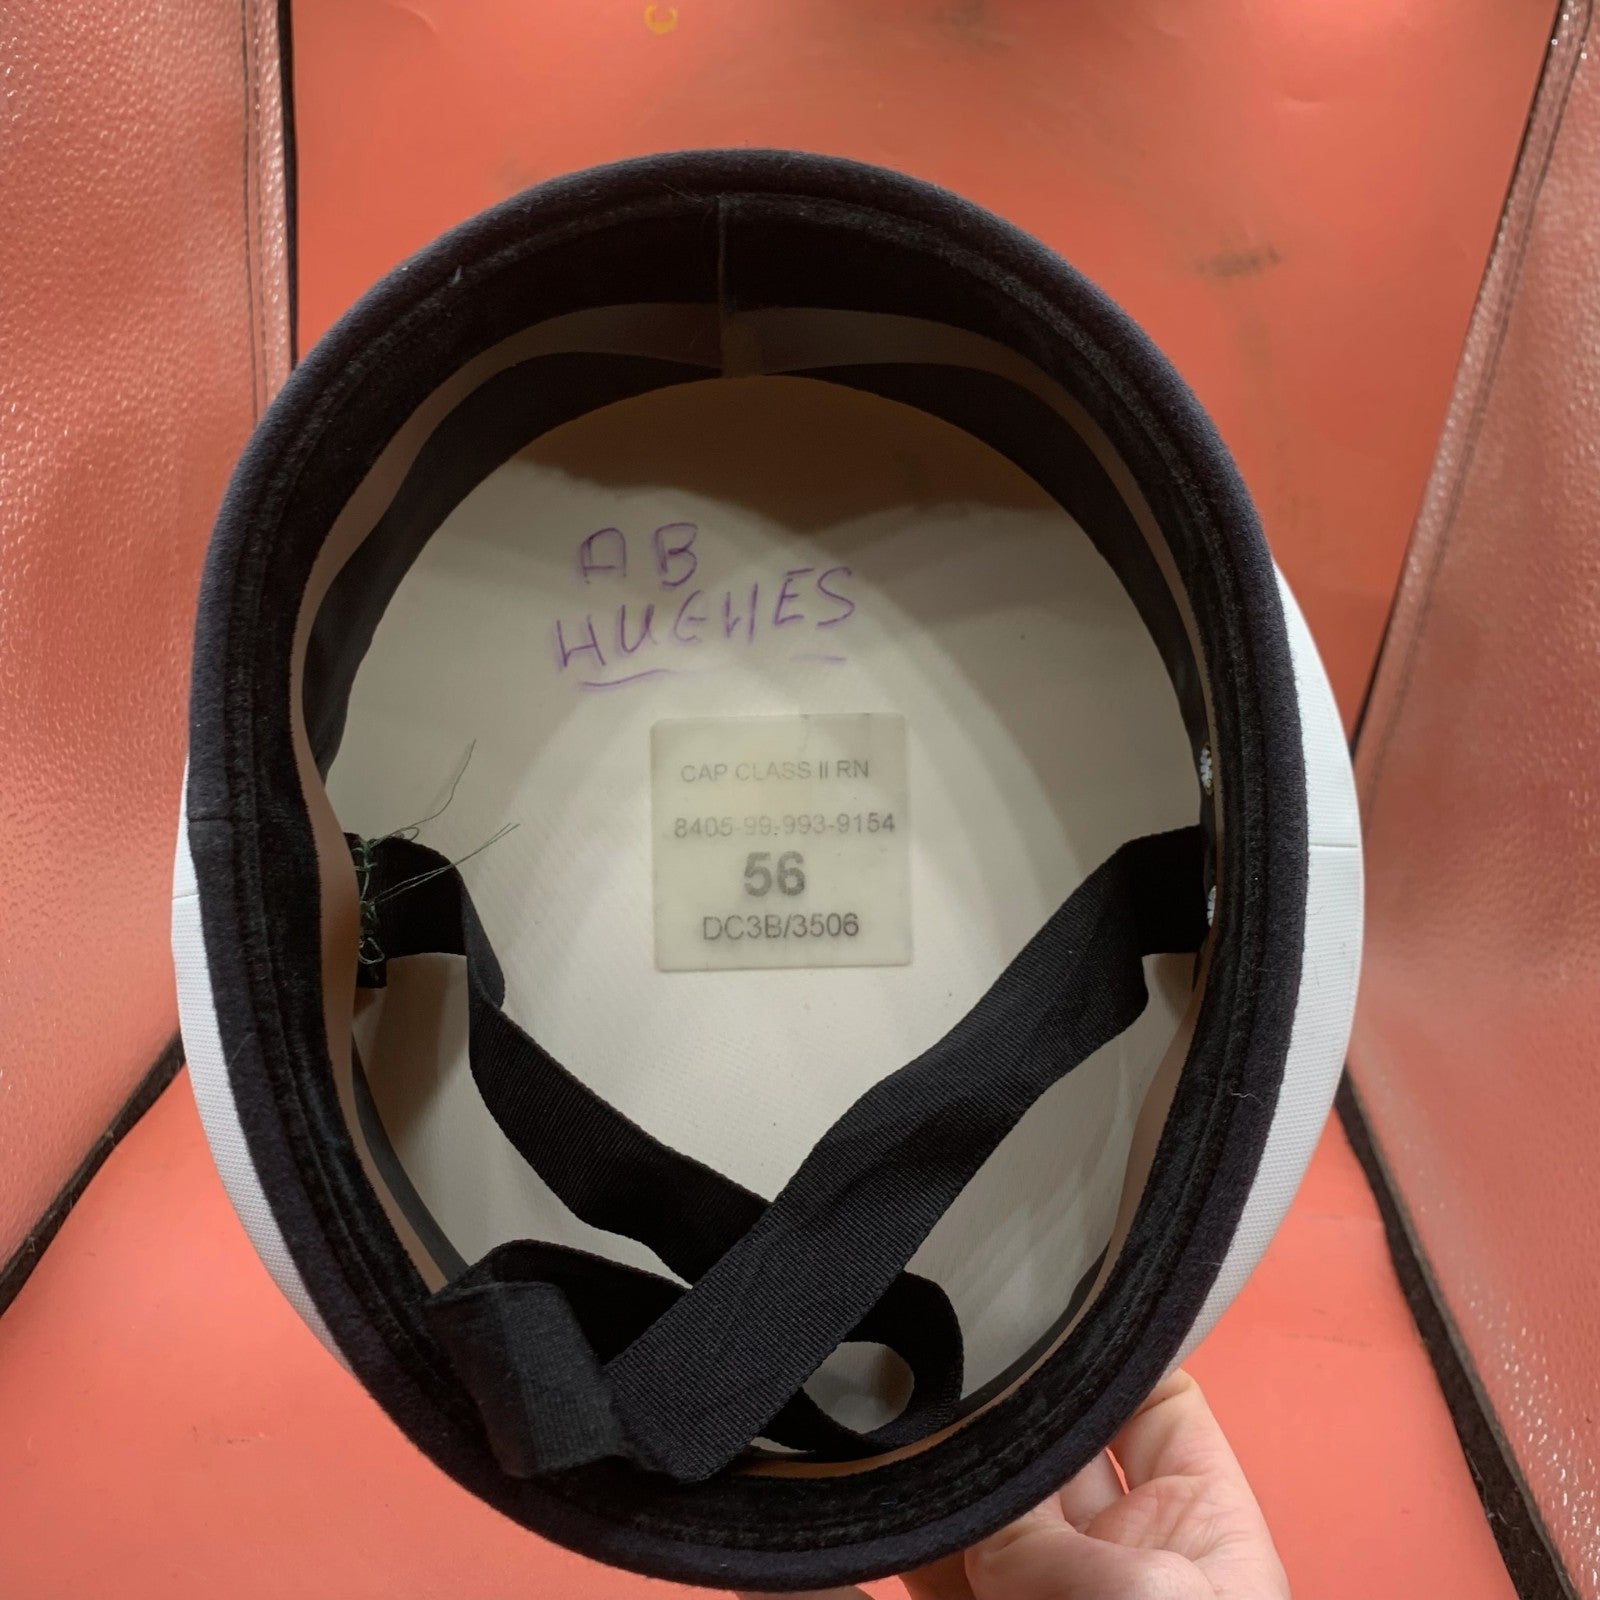 C
AB
HUGHES
CAP CLASS II RN
8405-99-993-9154
56
DC3B/3506